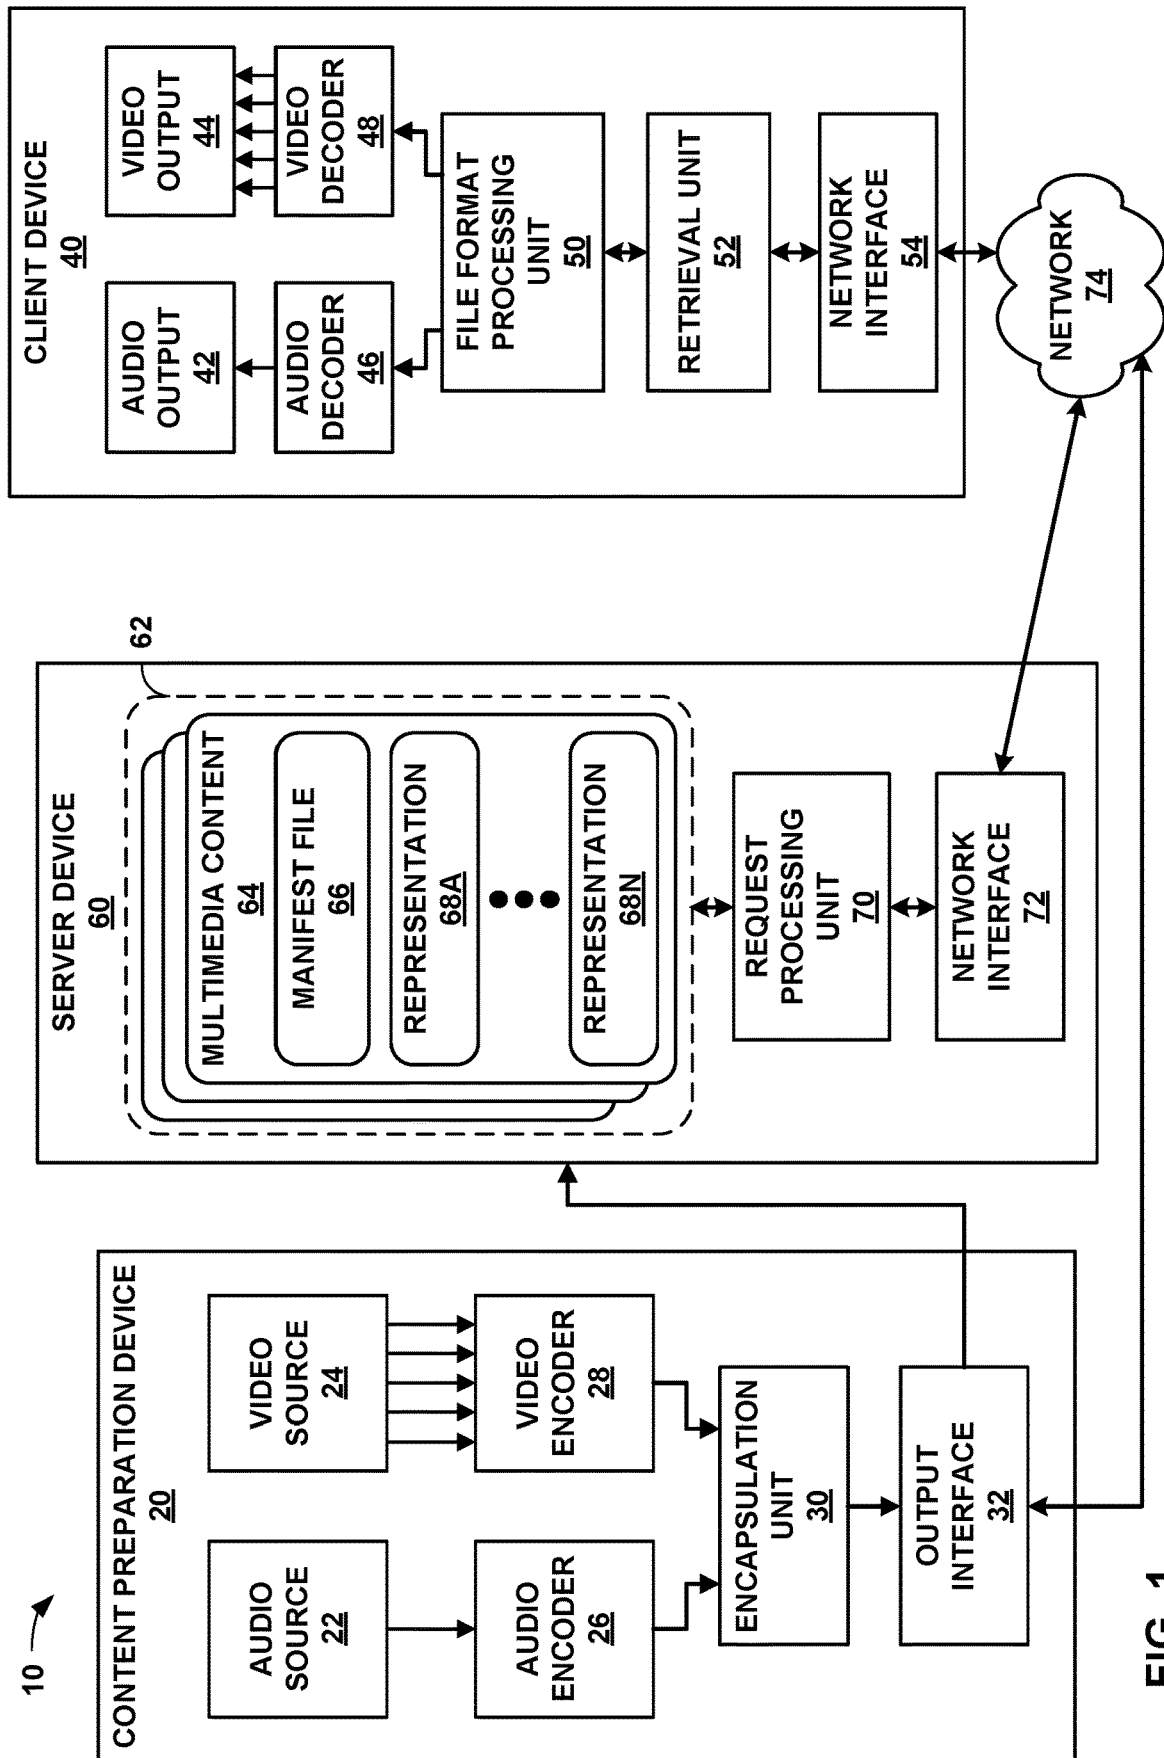 10
CONTENT PREPARATION DEVICE
20
AUDIO
SOURCE
22
VIDEO
SOURCE
24
AUDIO
ENCODER
26
VIDEO
ENCODER
28
ENCAPSULATION
UNIT
30
OUTPUT
INTERFACE
32
SERVER DEVICE
60
62
MULTIMEDIA CONTENT
64
MANIFEST FILE
66
REPRESENTATION
68A
REPRESENTATION
68N
REQUEST
PROCESSING
UNIT
70
NETWORK
INTERFACE
72
CLIENT DEVICE
40
AUDIO
OUTPUT
42
VIDEO
OUTPUT
44
AUDIO
DECODER
46
VIDEO
DECODER
48
FILE FORMAT
PROCESSING
UNIT
50
RETRIEVAL UNIT
52
NETWORK
INTERFACE
54
NETWORK
74
FIG. 1